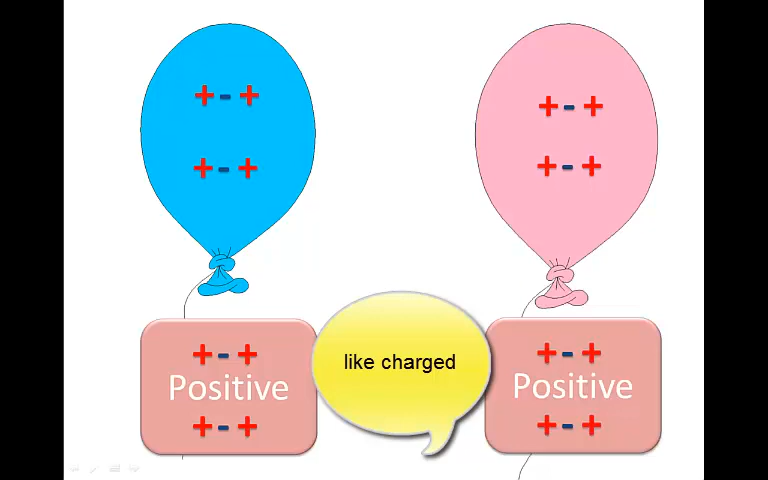 + - +
+ - +
+ - +
+ - +
like charged
+ - +
Positive
+ - +
+ - +
Positive
+ - +